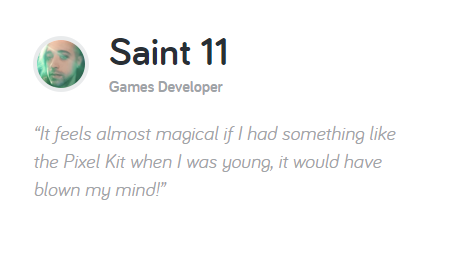 Saint 11
Games Developer
“It feels almost magical if I had something like
the Pixel Kit when I was young, it would have
blown my mind!”